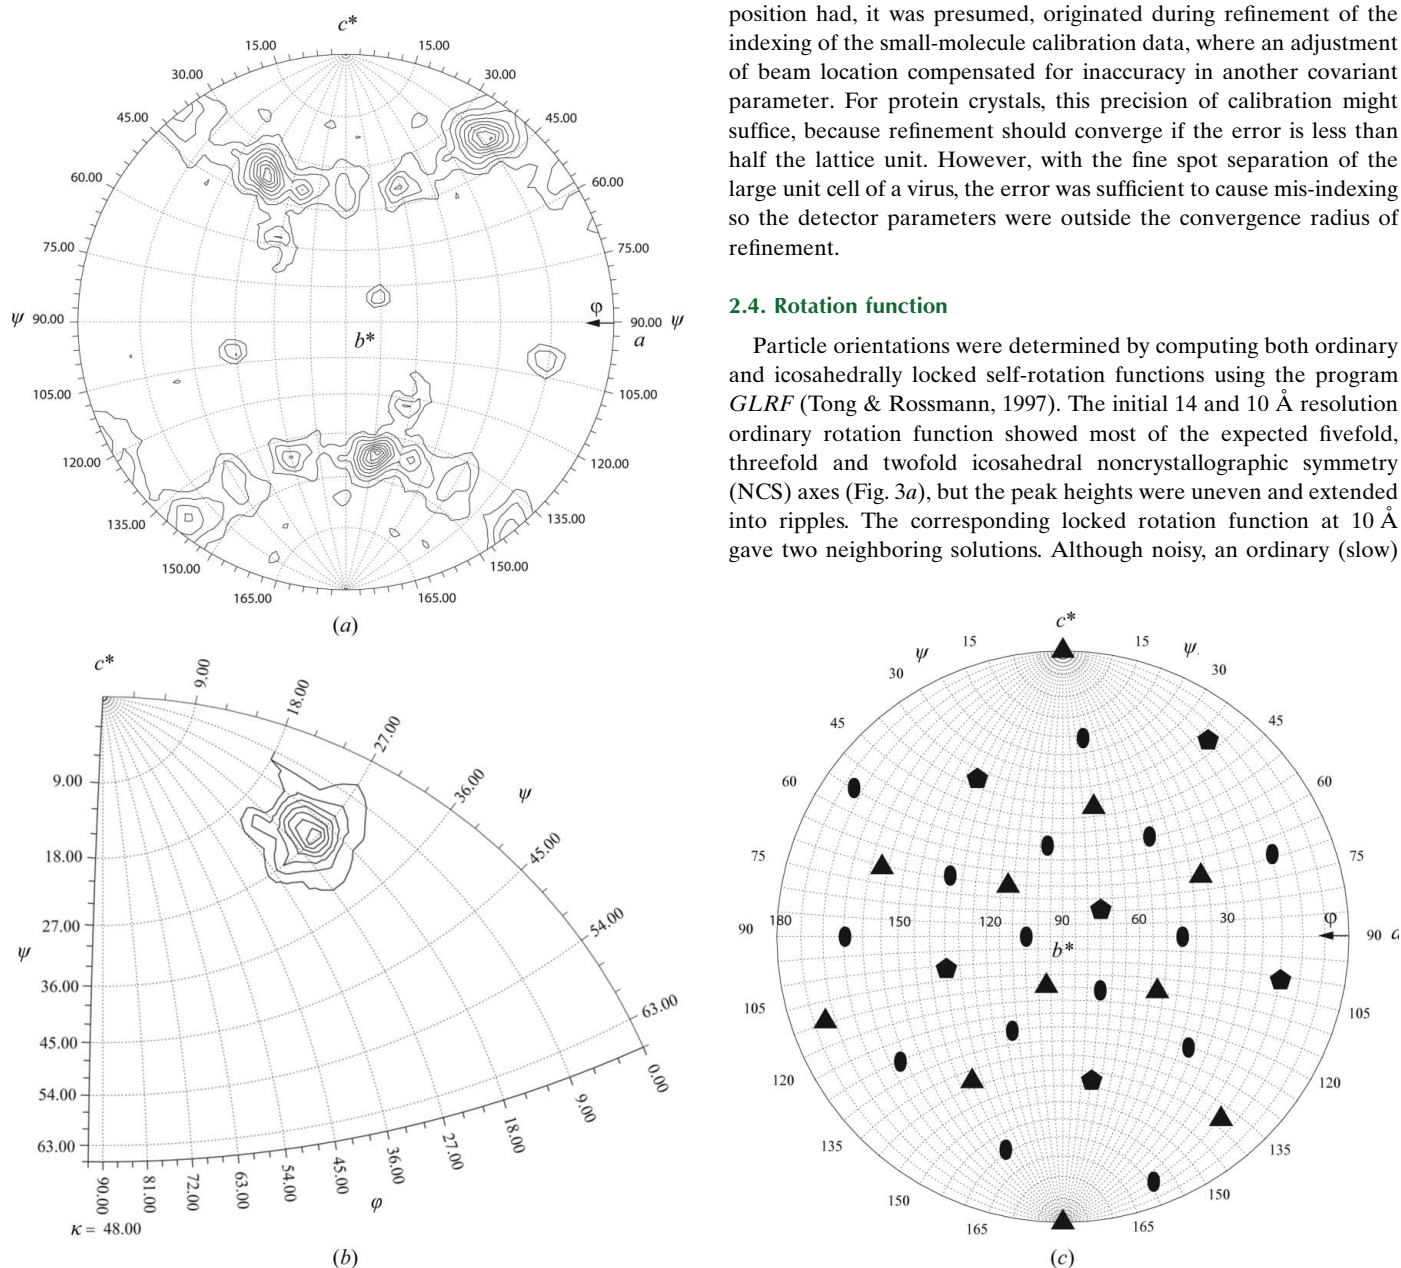 c*
15.00 15.00
30.00 30.00
45.00 45.00
60.00 60.00
75.00 75.00
ψ 90.00 φ 90.00 ψ
b* a
105.00 105.00
120.00 120.00
135.00 135.00
150.00 150.00
165.00 165.00
(a)
c*
9.00
18.00
27.00
36.00
ψ
45.00
54.00
63.00
9.00
18.00
27.00
ψ
36.00
45.00
54.00
63.00
90.00 81.00 72.00 63.00 54.00 45.00 36.00 27.00 18.00 9.00 0.00
φ
κ = 48.00
(b)
position had, it was presumed, originated during refinement of the
indexing of the small-molecule calibration data, where an adjustment
of beam location compensated for inaccuracy in another covariant
parameter. For protein crystals, this precision of calibration might
suffice, because refinement should converge if the error is less than
half the lattice unit. However, with the fine spot separation of the
large unit cell of a virus, the error was sufficient to cause mis-indexing
so the detector parameters were outside the convergence radius of
refinement.
2.4. Rotation function
Particle orientations were determined by computing both ordinary
and icosahedrally locked self-rotation functions using the program
GLRF (Tong & Rossmann, 1997). The initial 14 and 10 Å resolution
ordinary rotation function showed most of the expected fivefold,
threefold and twofold icosahedral noncrystallographic symmetry
(NCS) axes (Fig. 3a), but the peak heights were uneven and extended
into ripples. The corresponding locked rotation function at 10 Å
gave two neighboring solutions. Although noisy, an ordinary (slow)
c*
ψ 15 15 ψ
30 30
45 45
60 60
75 75
90 180 150 120 90 60 30 φ 90 a
b*
105 105
120 120
135 135
150 150
165 165
(c)